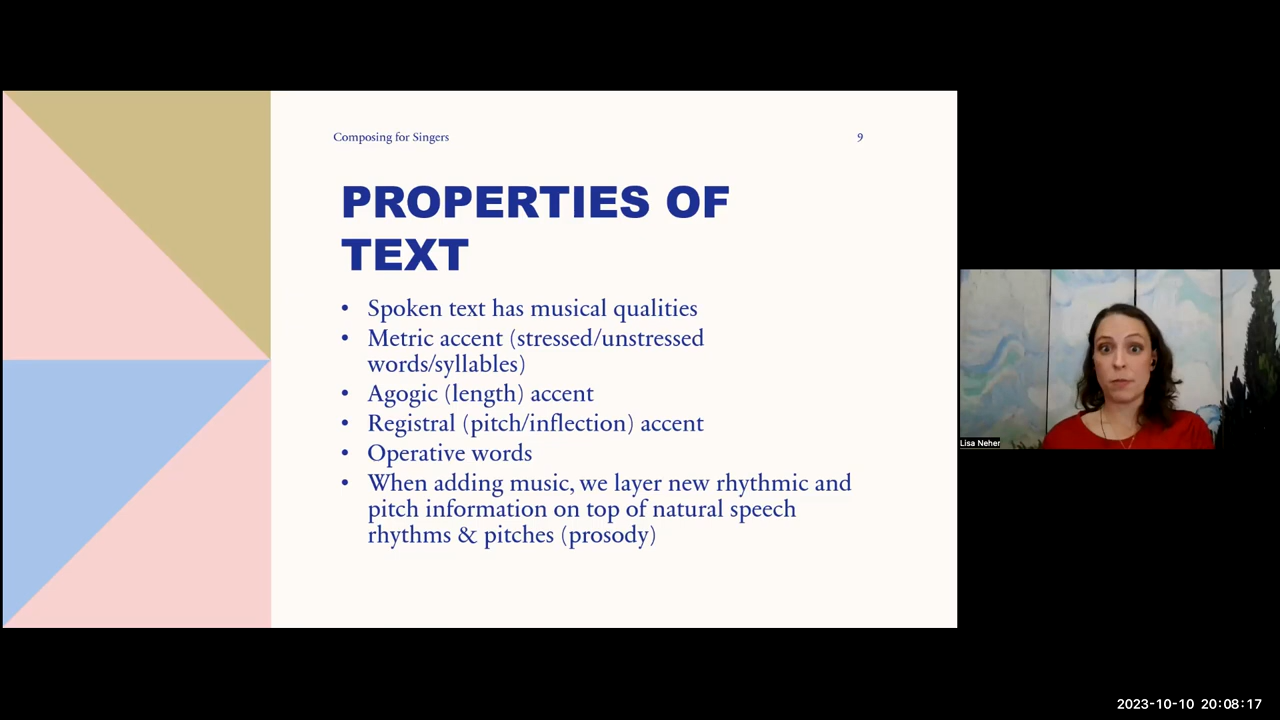 Composing for Singers
9
PROPERTIES OF
TEXT
• Spoken text has musical qualities
• Metric accent (stressed/unstressed
words/syllables)
• Agogic (length) accent
• Registral (pitch/inflection) accent
• Operative words
• When adding music, we layer new rhythmic and
pitch information on top of natural speech
rhythms & pitches (prosody)
Lisa Neher
2023-10-10 20:08:17